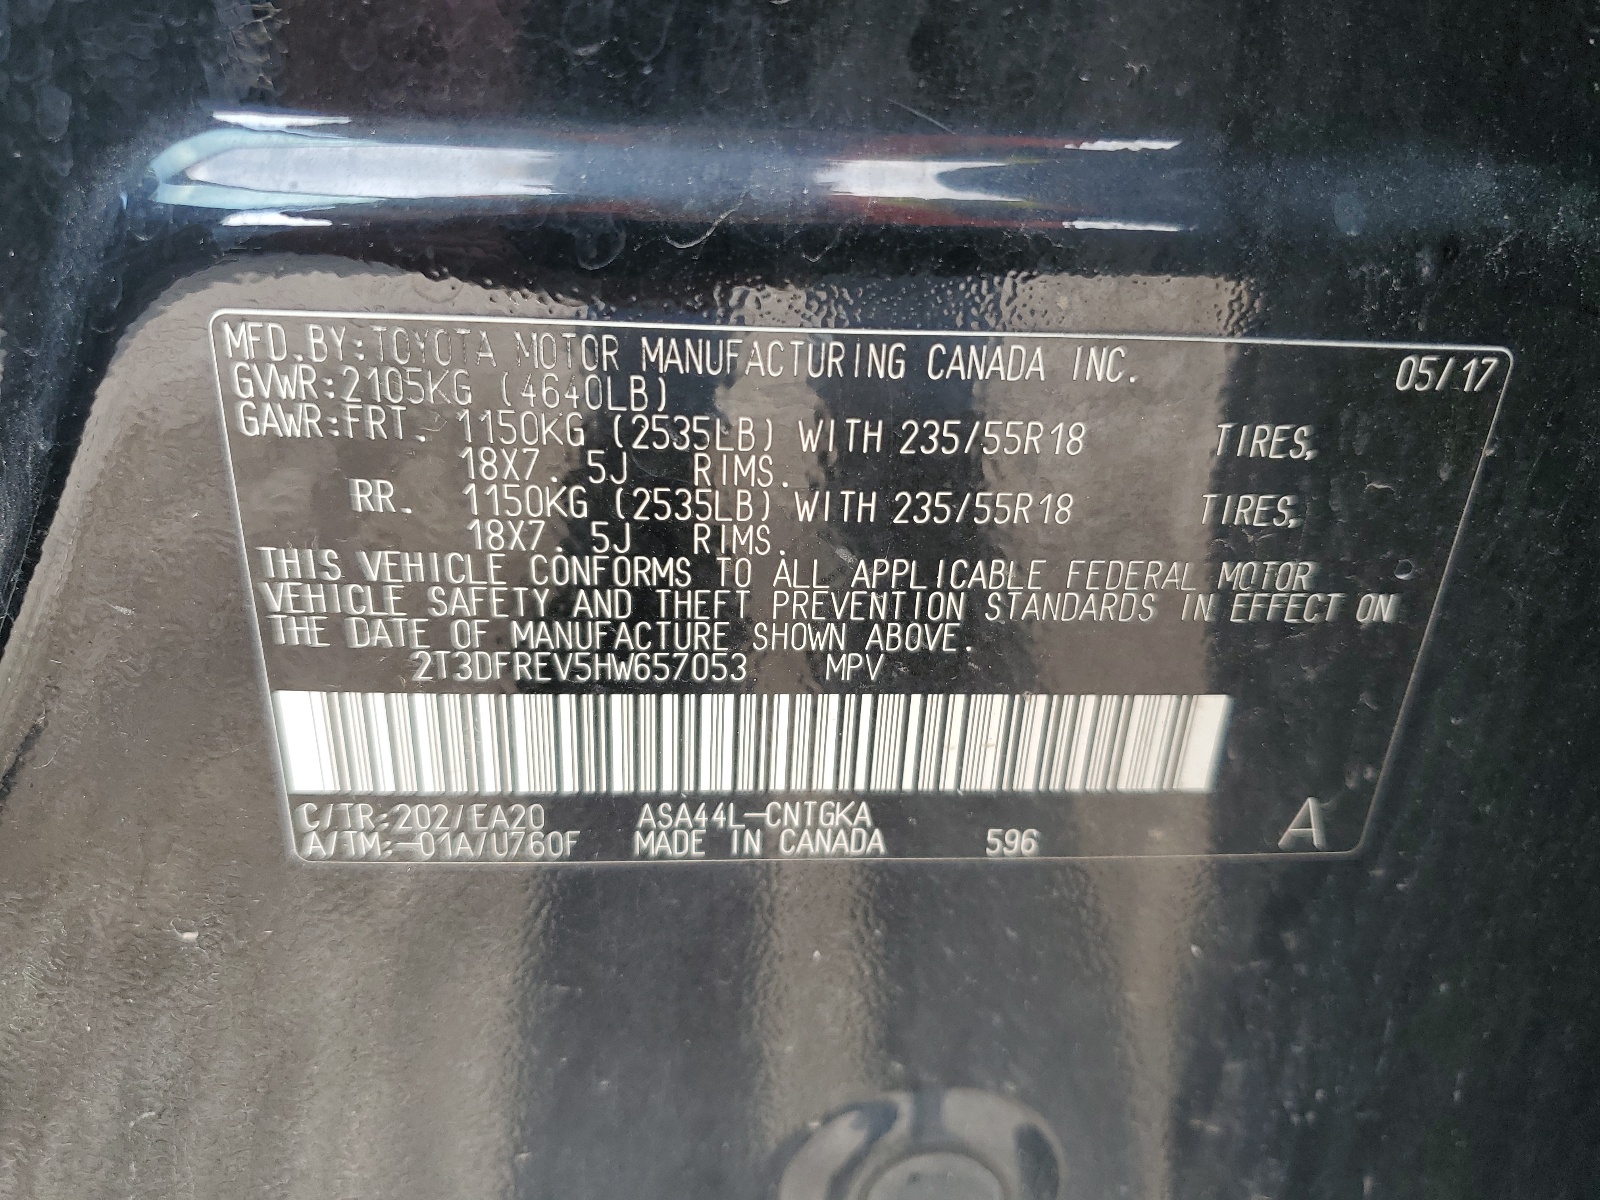 MFD.BY:TOYOTA MOTOR MANUFACTURING CANADA INC. 05/17
GVWR:2105KG (4640LB)
GAWR:FRT. 1150KG (2535LB) WITH 235/55R18 TIRES,
18X7.5J RIMS.
RR. 1150KG (2535LB) WITH 235/55R18 TIRES,
18X7.5J RIMS.
THIS VEHICLE CONFORMS TO ALL APPLICABLE FEDERAL MOTOR
VEHICLE SAFETY AND THEFT PREVENTION STANDARDS IN EFFECT ON
THE DATE OF MANUFACTURE SHOWN ABOVE.
2T3DFREV5HW657053 MPV
C/TR:202/EA20 ASA44L-CNTGKA A
A/TM:-01A/U760F MADE IN CANADA 596